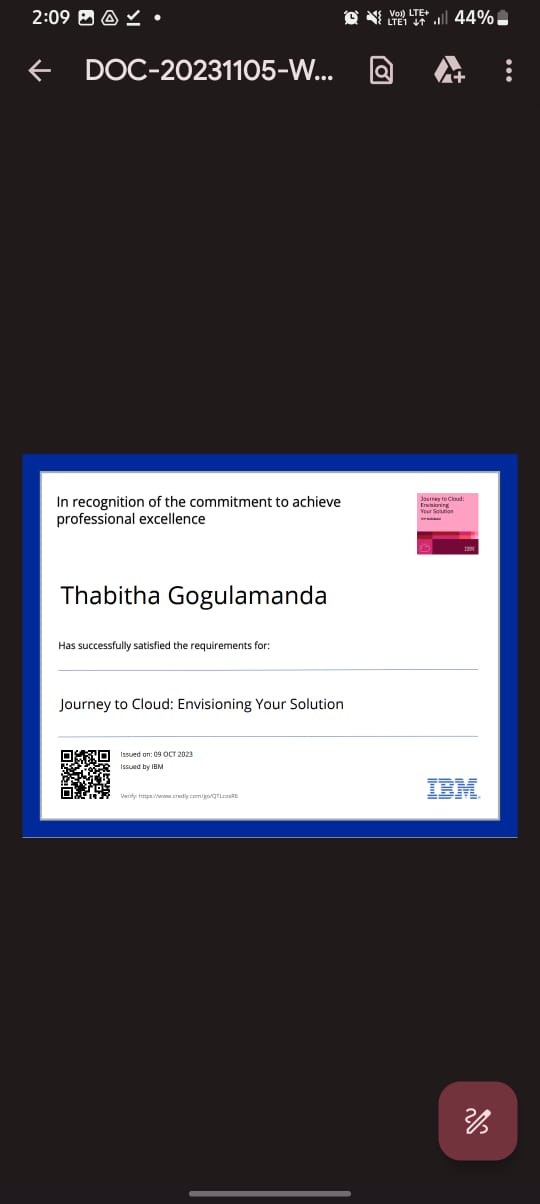 2:09
Vo)) LTE+
LTE1
44%
DOC-20231105-W...
In recognition of the commitment to achieve
professional excellence
Journey to Cloud:
Envisioning
Your Solution
IBM
Thabitha Gogulamanda
Has successfully satisfied the requirements for:
Journey to Cloud: Envisioning Your Solution
Issued on: 09 OCT 2023
Issued by IBM
Verify: https://www.credly.com/go/
IBM